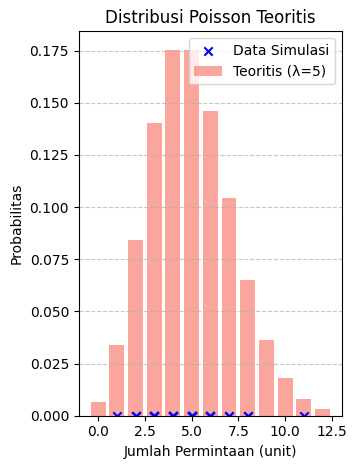 Distribusi Poisson Teoritis
Data Simulasi
Teoritis (λ=5)
Probabilitas
0.175
0.150
0.125
0.100
0.075
0.050
0.025
0.000
0.0 2.5 5.0 7.5 10.0 12.5
Jumlah Permintaan (unit)